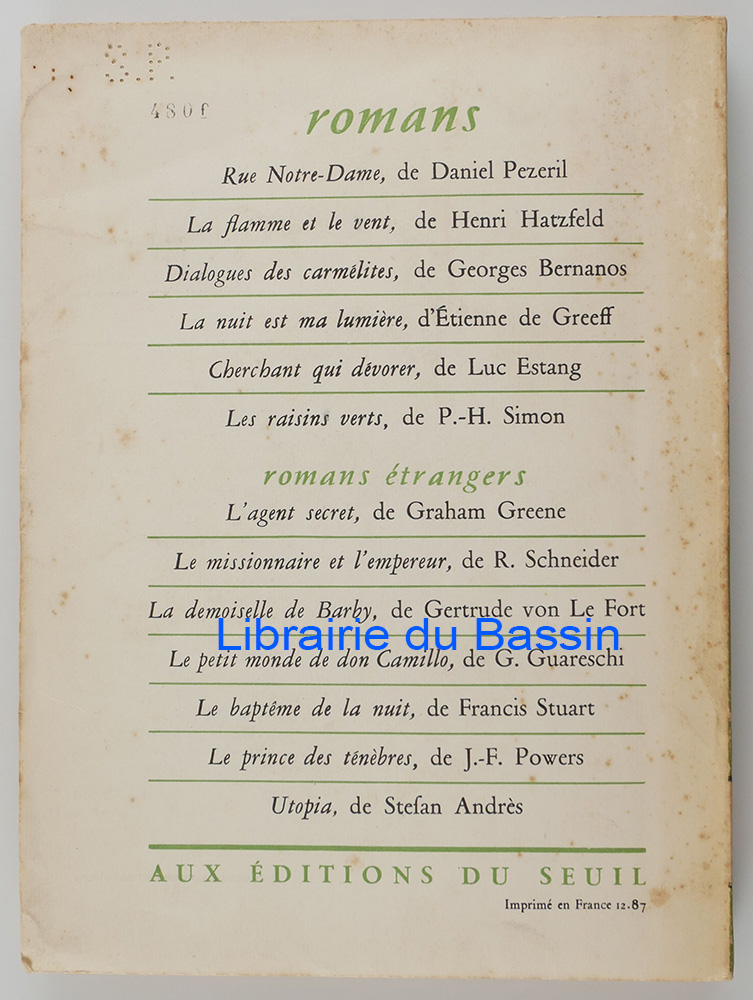 S.P.
480f
romans
Rue Notre-Dame, de Daniel Pezeril
La flamme et le vent, de Henri Hatzfeld
Dialogues des carmélites, de Georges Bernanos
La nuit est ma lumière, d'Étienne de Greeff
Cherchant qui dévorer, de Luc Estang
Les raisins verts, de P.-H. Simon
romans étrangers
L'agent secret, de Graham Greene
Le missionnaire et l'empereur, de R. Schneider
La demoiselle de Barby, de Gertrude von Le Fort
Librairie du Bassin
Le petit monde de don Camillo, de G. Guareschi
Le baptême de la nuit, de Francis Stuart
Le prince des ténèbres, de J.-F. Powers
Utopia, de Stefan Andrès
AUX ÉDITIONS DU SEUIL
Imprimé en France 12.87